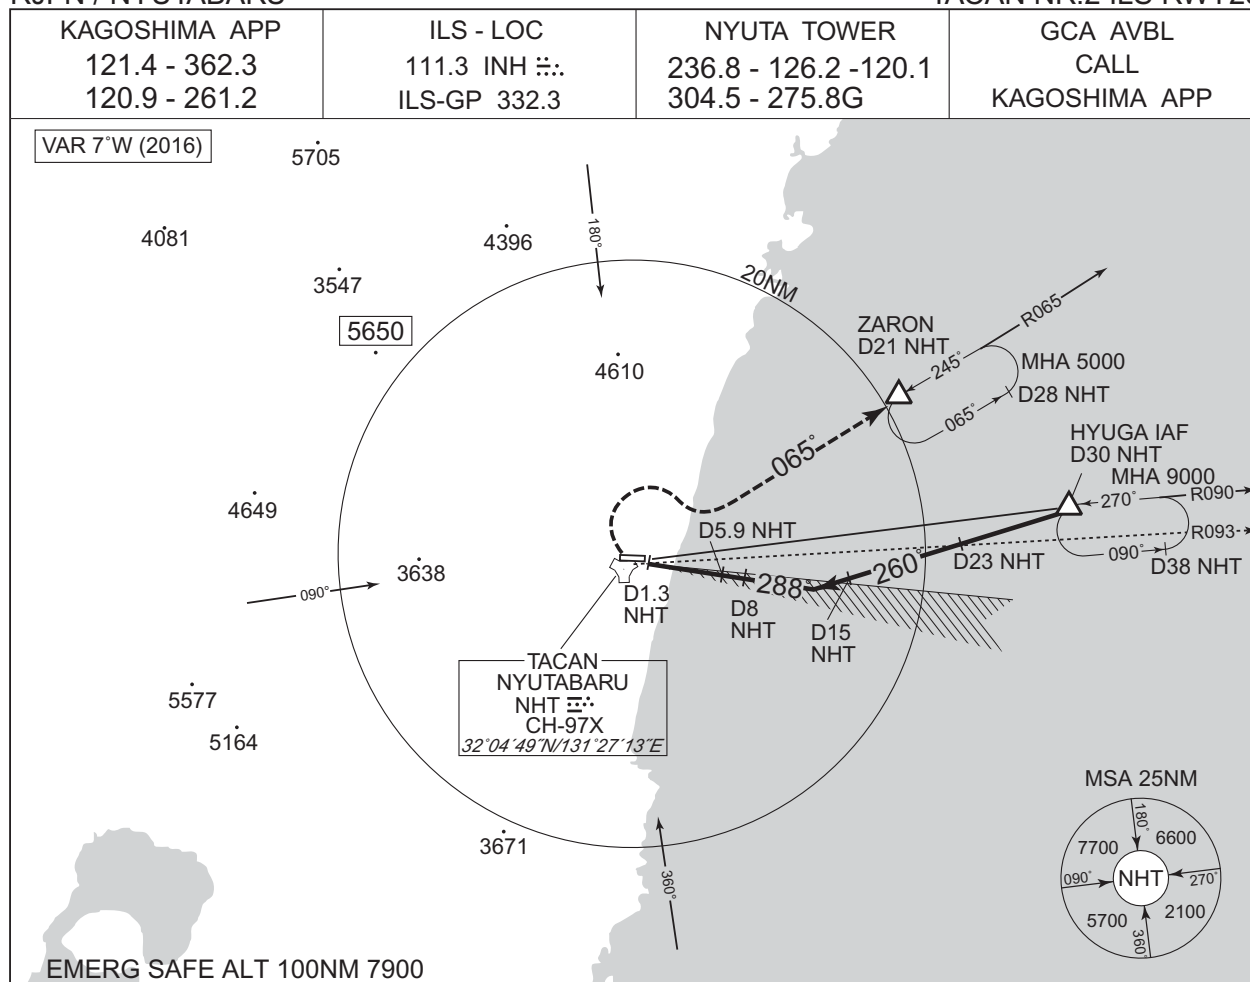 KAGOSHIMA APP
121.4 - 362.3
120.9 - 261.2
ILS - LOC
111.3 INH
ILS-GP 332.3
NYUTA TOWER
236.8 - 126.2 -120.1
304.5 - 275.8G
GCA AVBL
CALL
KAGOSHIMA APP
VAR 7°W (2016)
5705
4081
4396
180°
3547
20NM
5650
4610
ZARON
D21 NHT
R065
245°
MHA 5000
D28 NHT
065°
065°
HYUGA IAF
D30 NHT
MHA 9000
270°
R090
R093
090°
D38 NHT
4649
3638
090°
D5.9 NHT
D23 NHT
260°
288°
D1.3
NHT
D8
NHT
D15
NHT
TACAN
NYUTABARU
NHT
CH-97X
32°04´49˝N/131°27´13˝E
5577
5164
3671
360°
MSA 25NM
180°
7700
6600
090°
NHT
270°
5700
2100
360°
EMERG SAFE ALT 100NM 7900